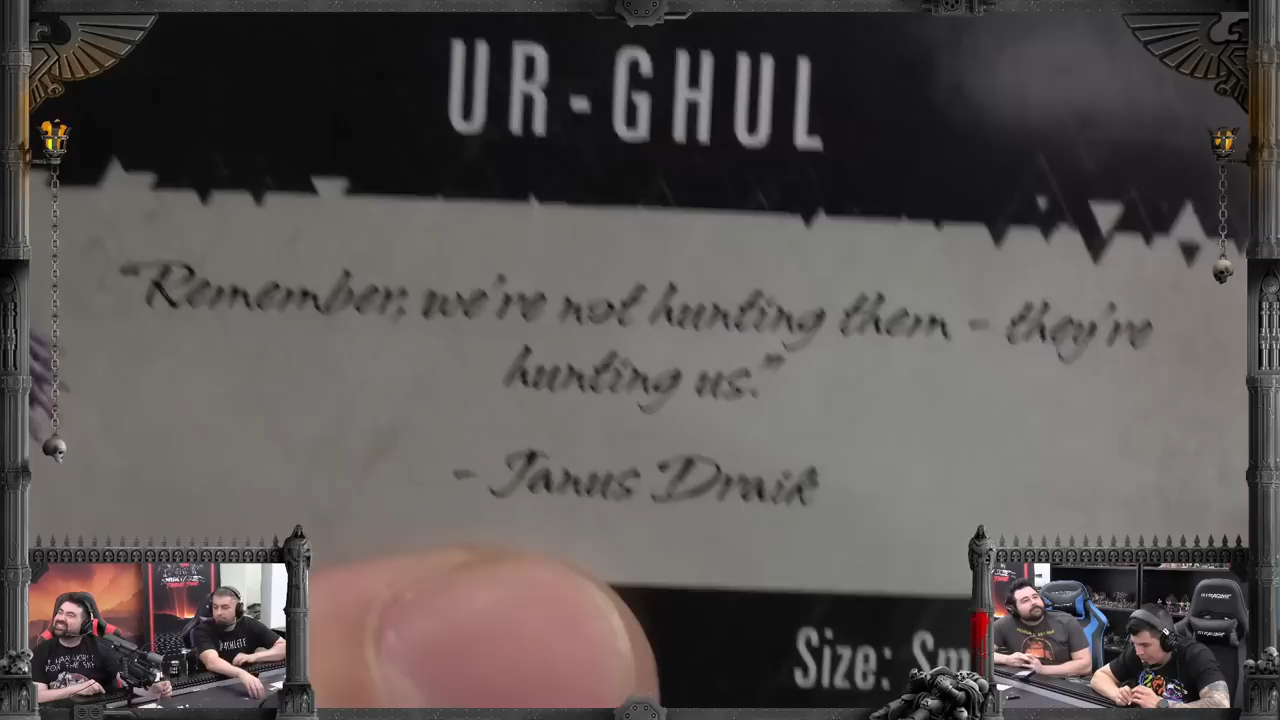 UR-GHUL
"Remember, we're not hunting them - they're
hunting us."
- Janus Draik
Size: Sm